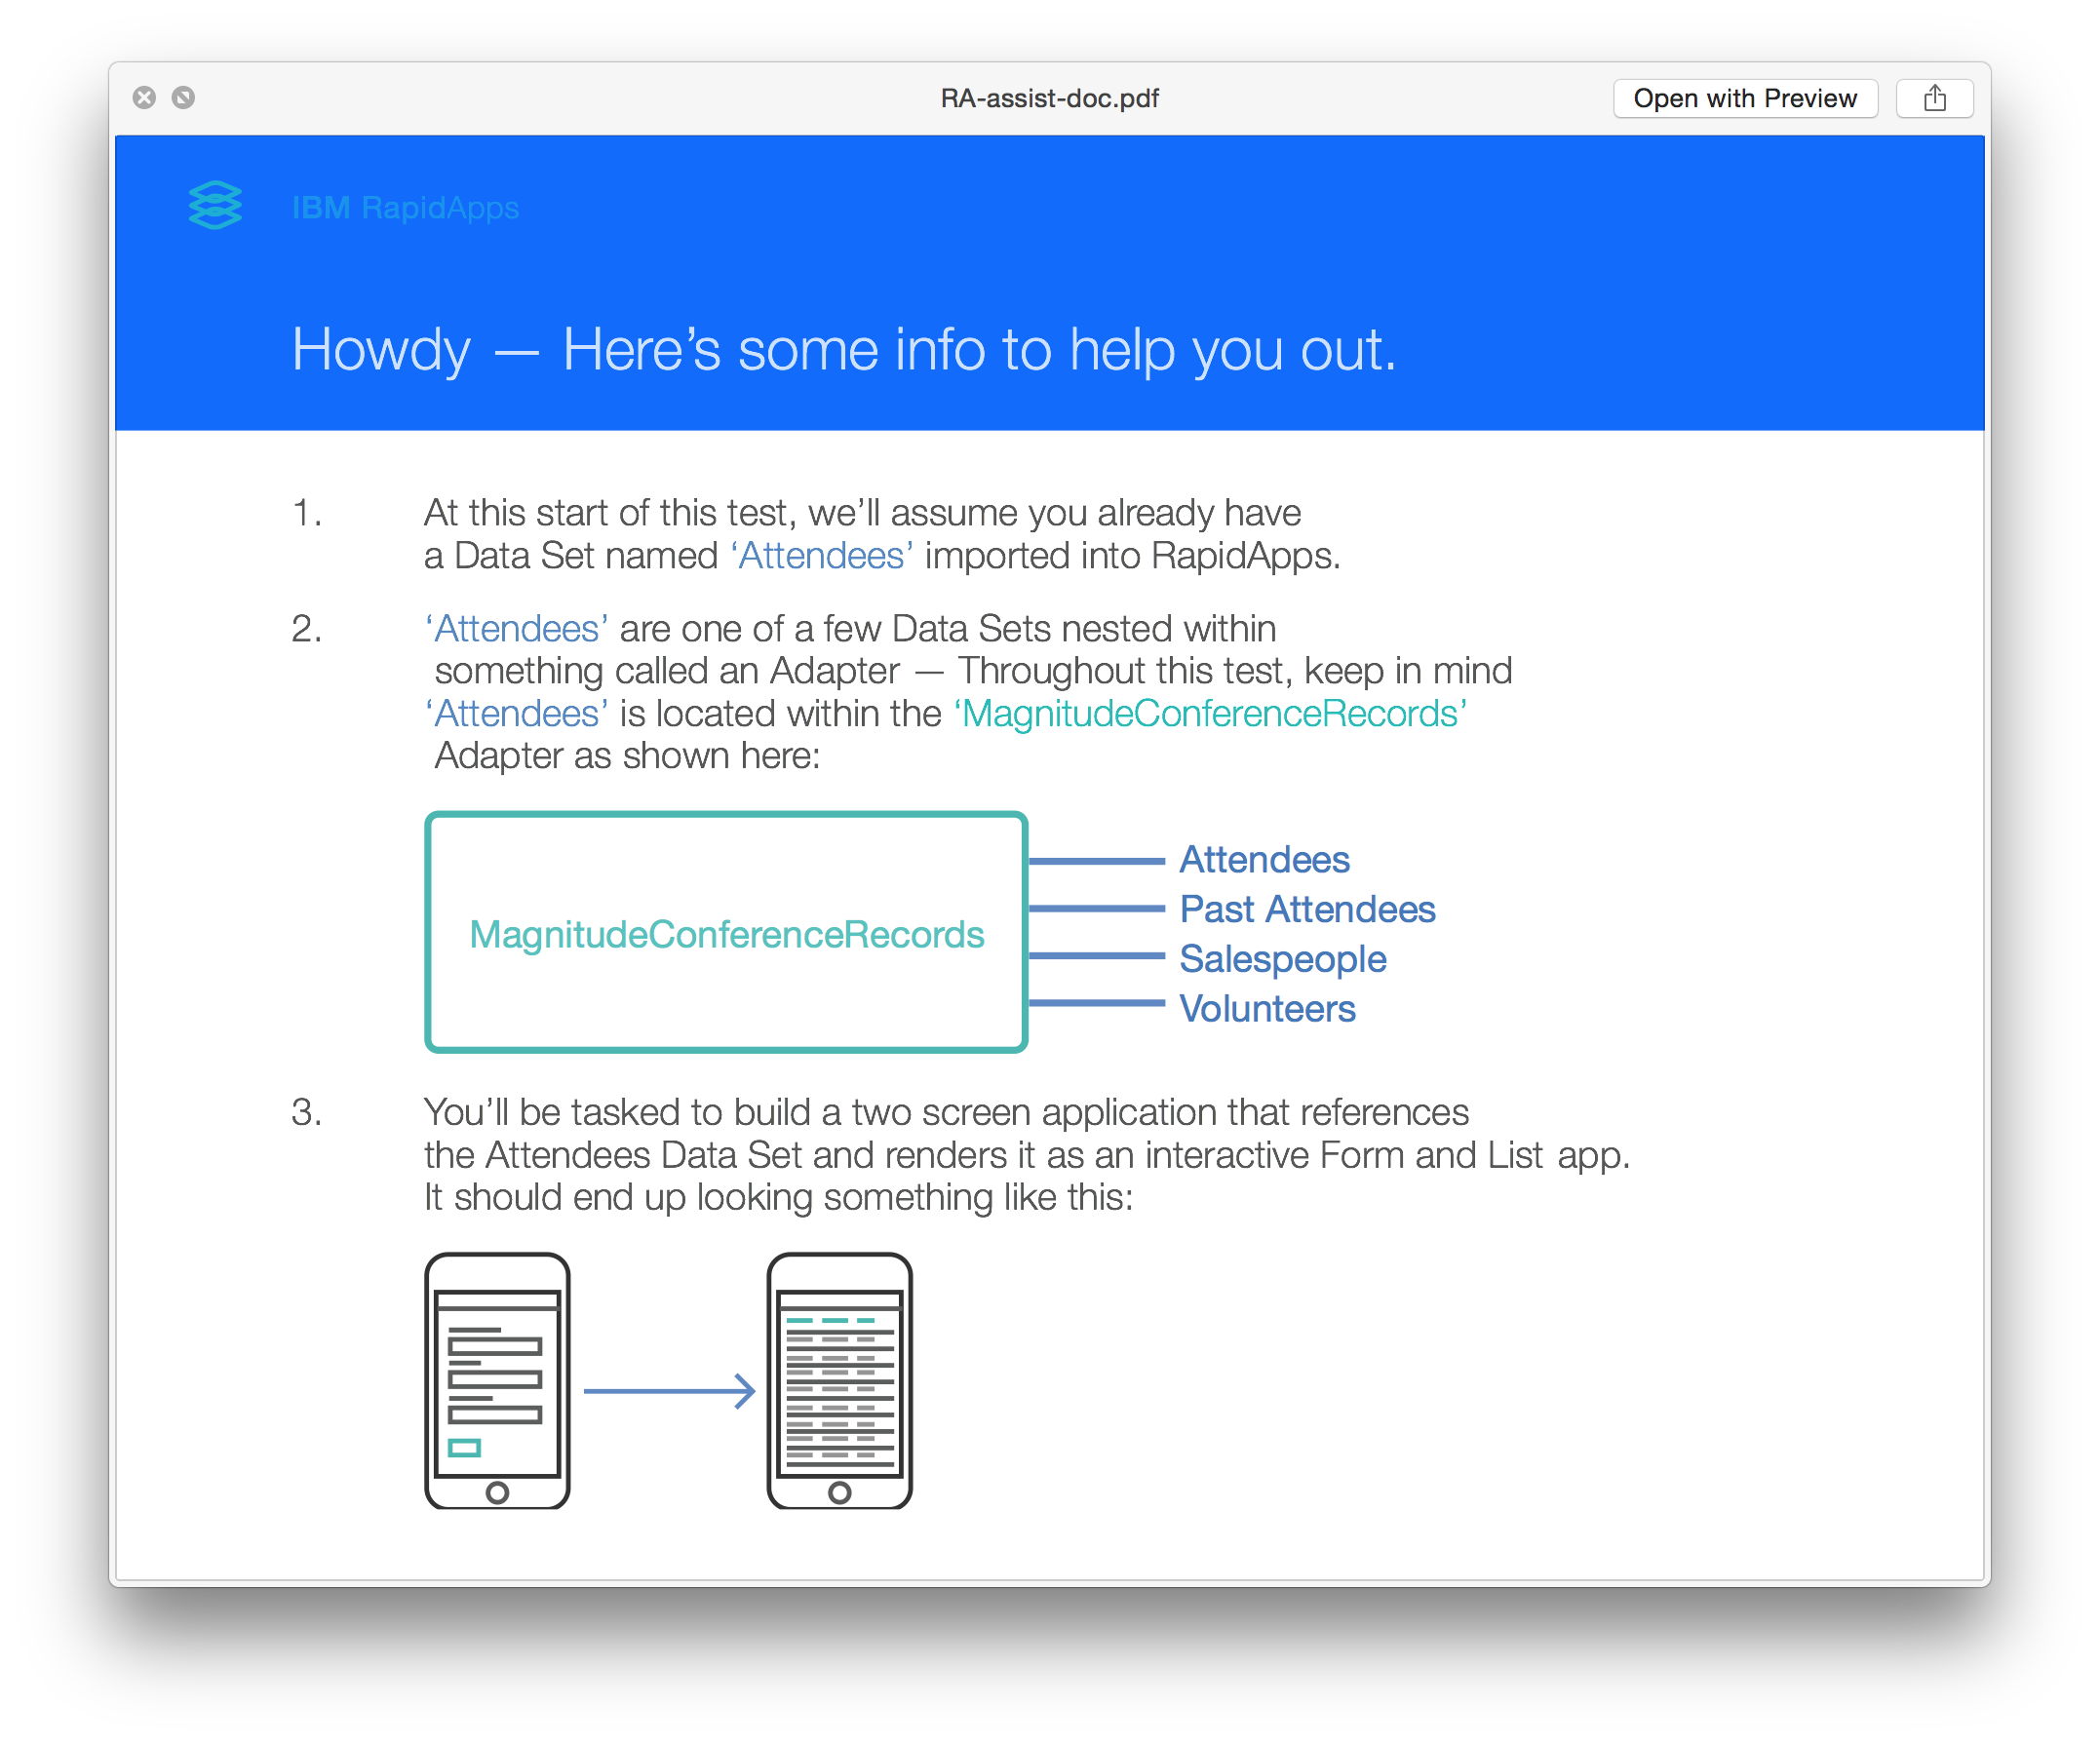 RA-assist-doc.pdf
Open with Preview
IBM RapidApps
Howdy — Here’s some info to help you out.
1. At this start of this test, we’ll assume you already have
a Data Set named ‘Attendees’ imported into RapidApps.
2. ‘Attendees’ are one of a few Data Sets nested within
something called an Adapter — Throughout this test, keep in mind
‘Attendees’ is located within the ‘MagnitudeConferenceRecords’
Adapter as shown here:
MagnitudeConferenceRecords
Attendees
Past Attendees
Salespeople
Volunteers
3. You’ll be tasked to build a two screen application that references
the Attendees Data Set and renders it as an interactive Form and List app.
It should end up looking something like this: